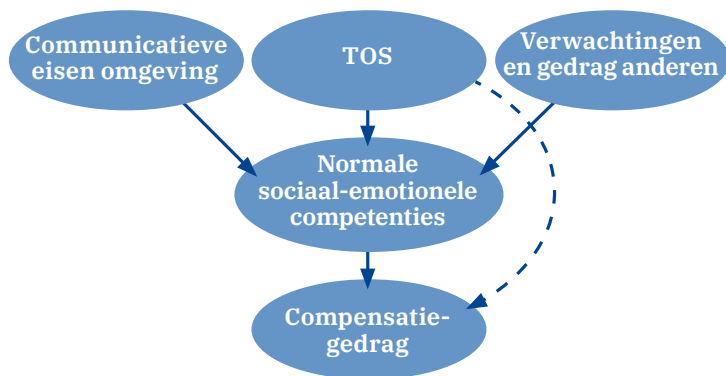 Communicatieve
eisen omgeving
TOS
Verwachtingen
en gedrag anderen
Normale
sociaal-emotionele
competenties
Compensatie-
gedrag